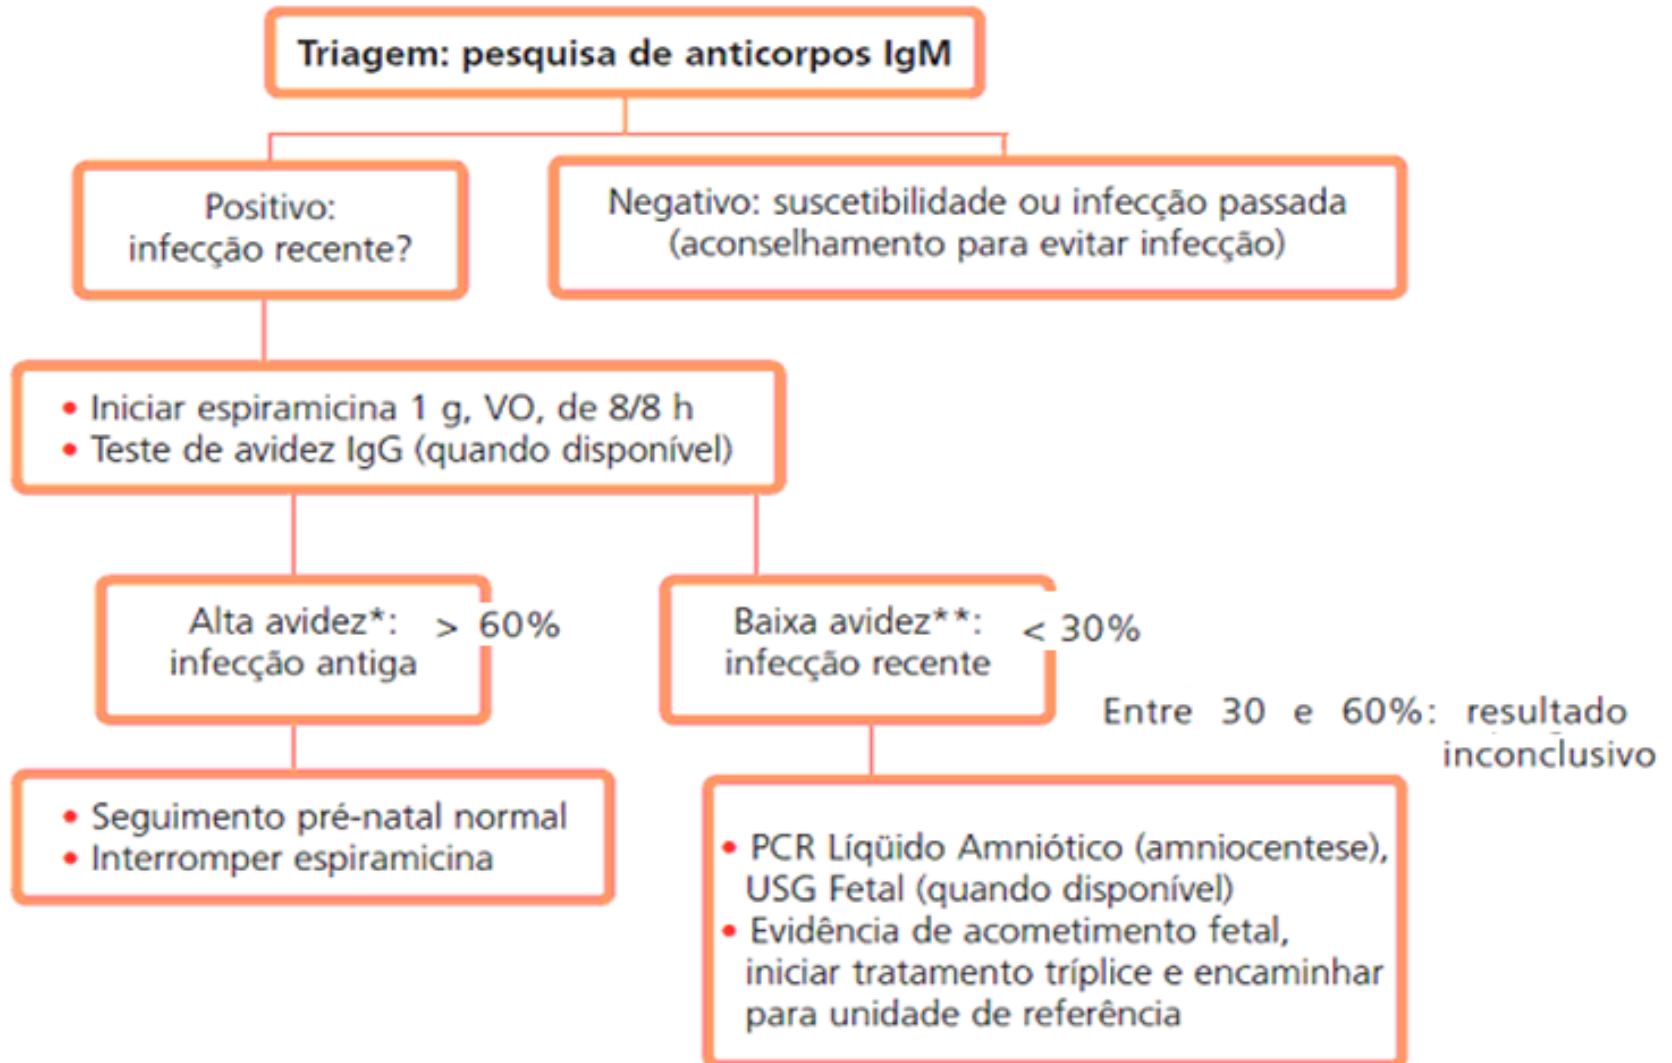 Triagem: pesquisa de anticorpos IgM
Positivo:
infecção recente?
Negativo: suscetibilidade ou infecção passada
(aconselhamento para evitar infecção)
• Iniciar espiramicina 1 g, VO, de 8/8 h
• Teste de avidez IgG (quando disponível)
Alta avidez*: > 60%
infecção antiga
Baixa avidez**: < 30%
infecção recente
Entre 30 e 60%: resultado
inconclusivo
• Seguimento pré-natal normal
• Interromper espiramicina
• PCR Líqüido Amniótico (amniocentese),
USG Fetal (quando disponível)
• Evidência de acometimento fetal,
iniciar tratamento tríplice e encaminhar
para unidade de referência